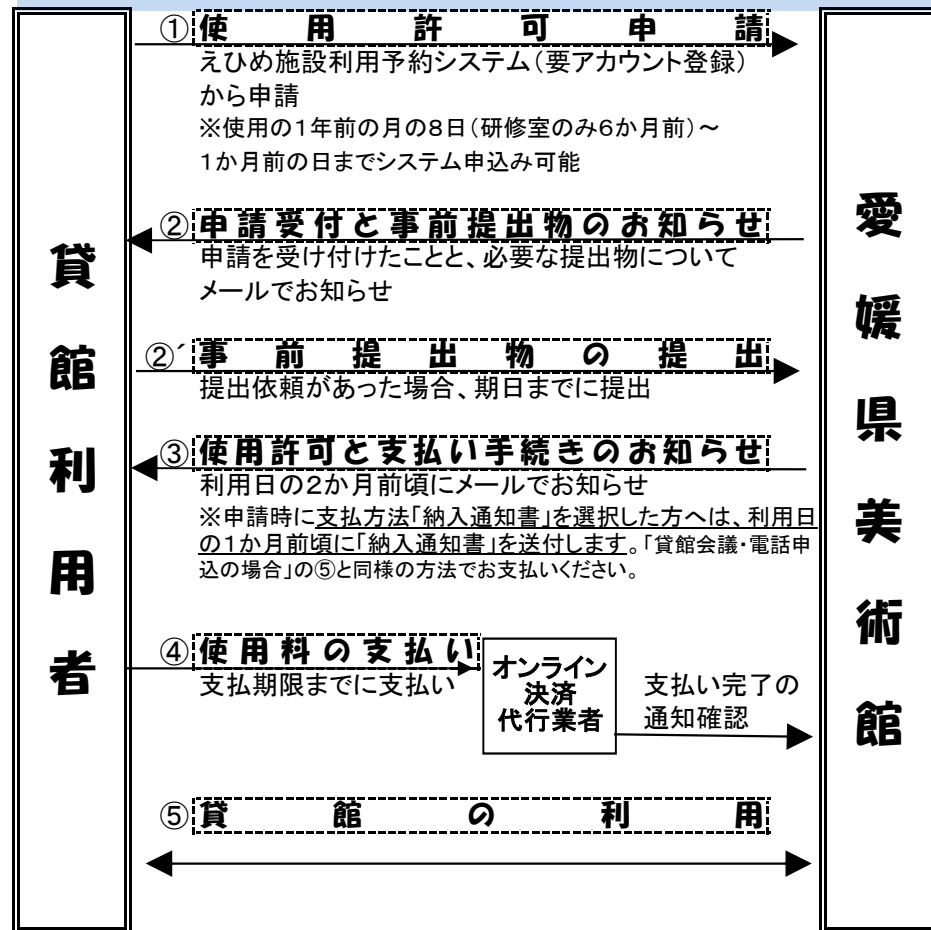 貸館利用者
①使用許可申請
えひめ施設利用予約システム(要アカウント登録)
から申請
※使用の1年前の月の8日(研修室のみ6か月前)～
1か月前の日までシステム申込み可能
②申請受付と事前提出物のお知らせ
申請を受け付けたことと、必要な提出物について
メールでお知らせ
②´事前提出物の提出
提出依頼があった場合、期日までに提出
③使用許可と支払い手続きのお知らせ
利用日の2か月前頃にメールでお知らせ
※申請時に支払方法「納入通知書」を選択した方へは、利用日
の1か月前頃に「納入通知書」を送付します。「貸館会議・電話申
込の場合」の⑤と同様の方法でお支払いください。
④使用料の支払い
支払期限までに支払い
オンライン
決済
代行業者
支払い完了の
通知確認
⑤貸館の利用
愛媛県美術館